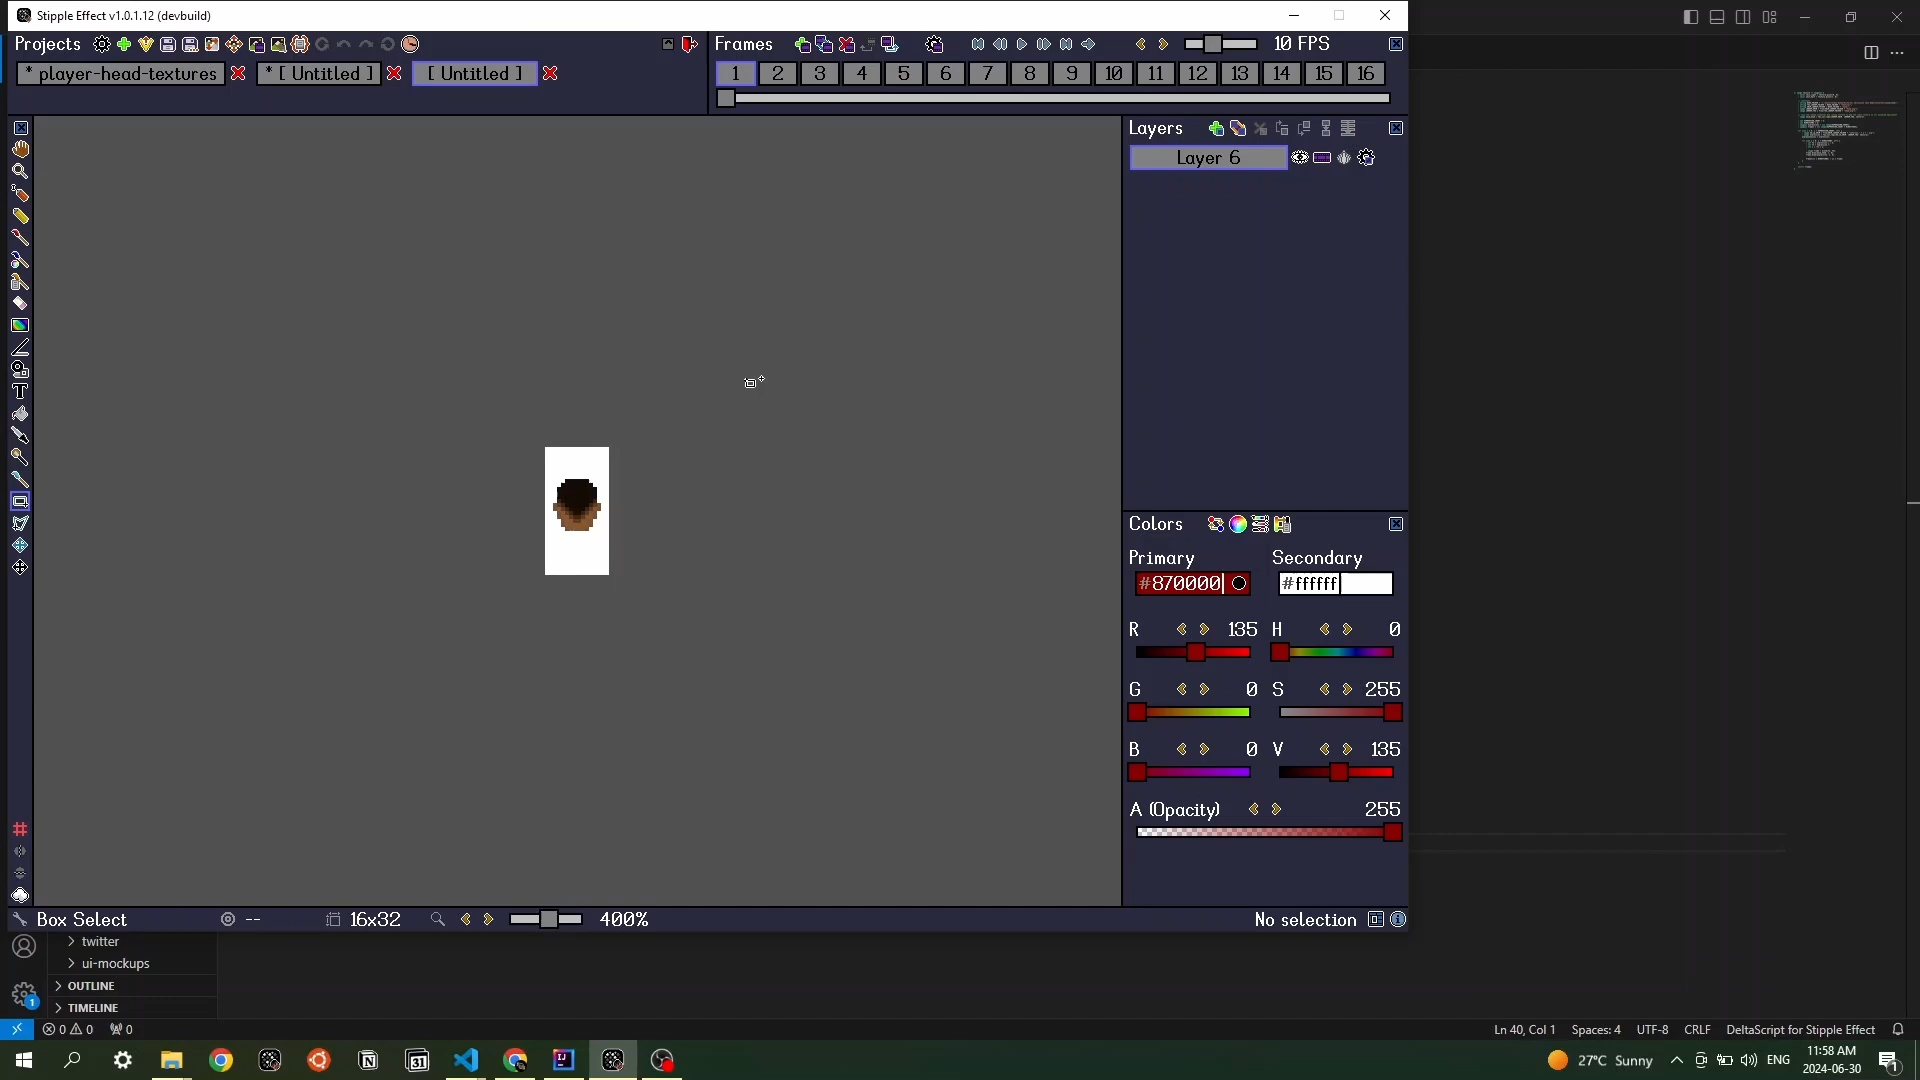 Stipple Effect v1.0.1.12 (devbuild)
Projects
Frames
10 FPS
* player-head-textures
* [ Untitled ]
[ Untitled ]
1 2 3 4 5 6 7 8 9 10 11 12 13 14 15 16
Layers
Layer 6
Colors
Primary
Secondary
#870000
#ffffff
R 135
H 0
G 0
S 255
B 0
V 135
A (Opacity) 255
Box Select
--
16x32
400%
No selection
twitter
ui-mockups
OUTLINE
TIMELINE
1
0 0
0
Ln 40, Col 1
Spaces: 4
UTF-8
CRLF
DeltaScript for Stipple Effect
31
27°C Sunny
ENG
11:58 AM
2024-06-30
1